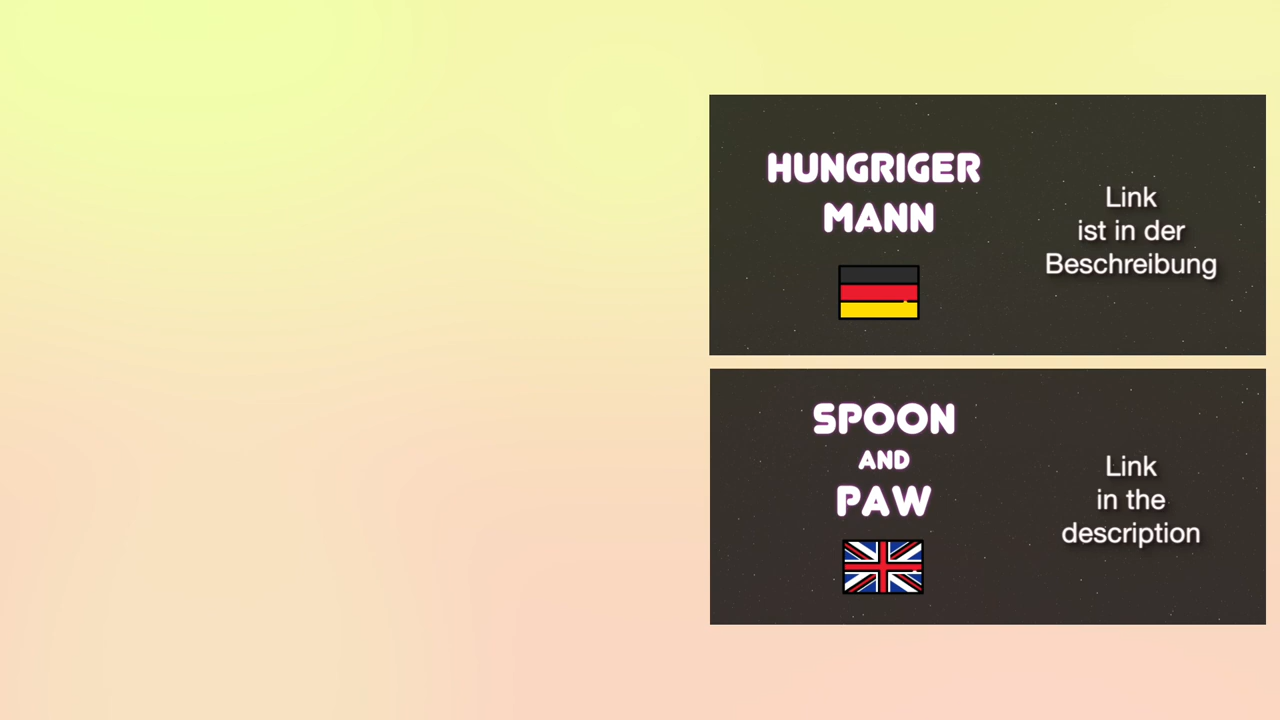 HUNGRIGER
MANN
Link
ist in der
Beschreibung
SPOON
AND
PAW
Link
in the
description